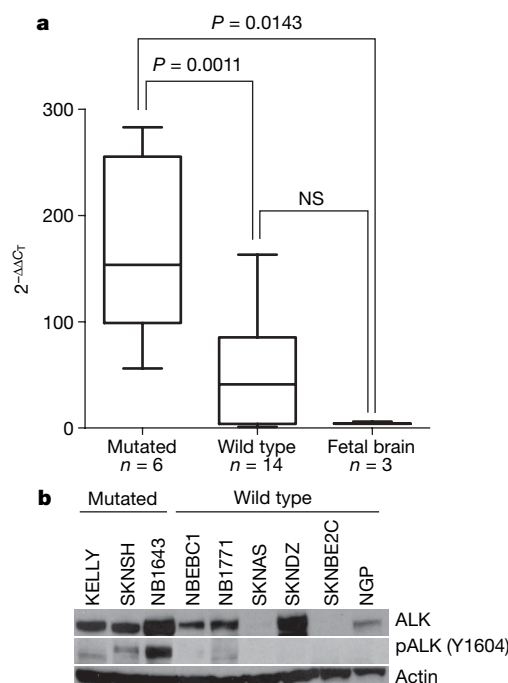 a
P = 0.0143
P = 0.0011
NS
300
200
100
0
2−ΔΔCT
Mutated
n = 6
Wild type
n = 14
Fetal brain
n = 3
b
Mutated
Wild type
KELLY
SKNSH
NB1643
NBEBC1
NB1771
SKNAS
SKNDZ
SKNBE2C
NGP
ALK
pALK (Y1604)
Actin